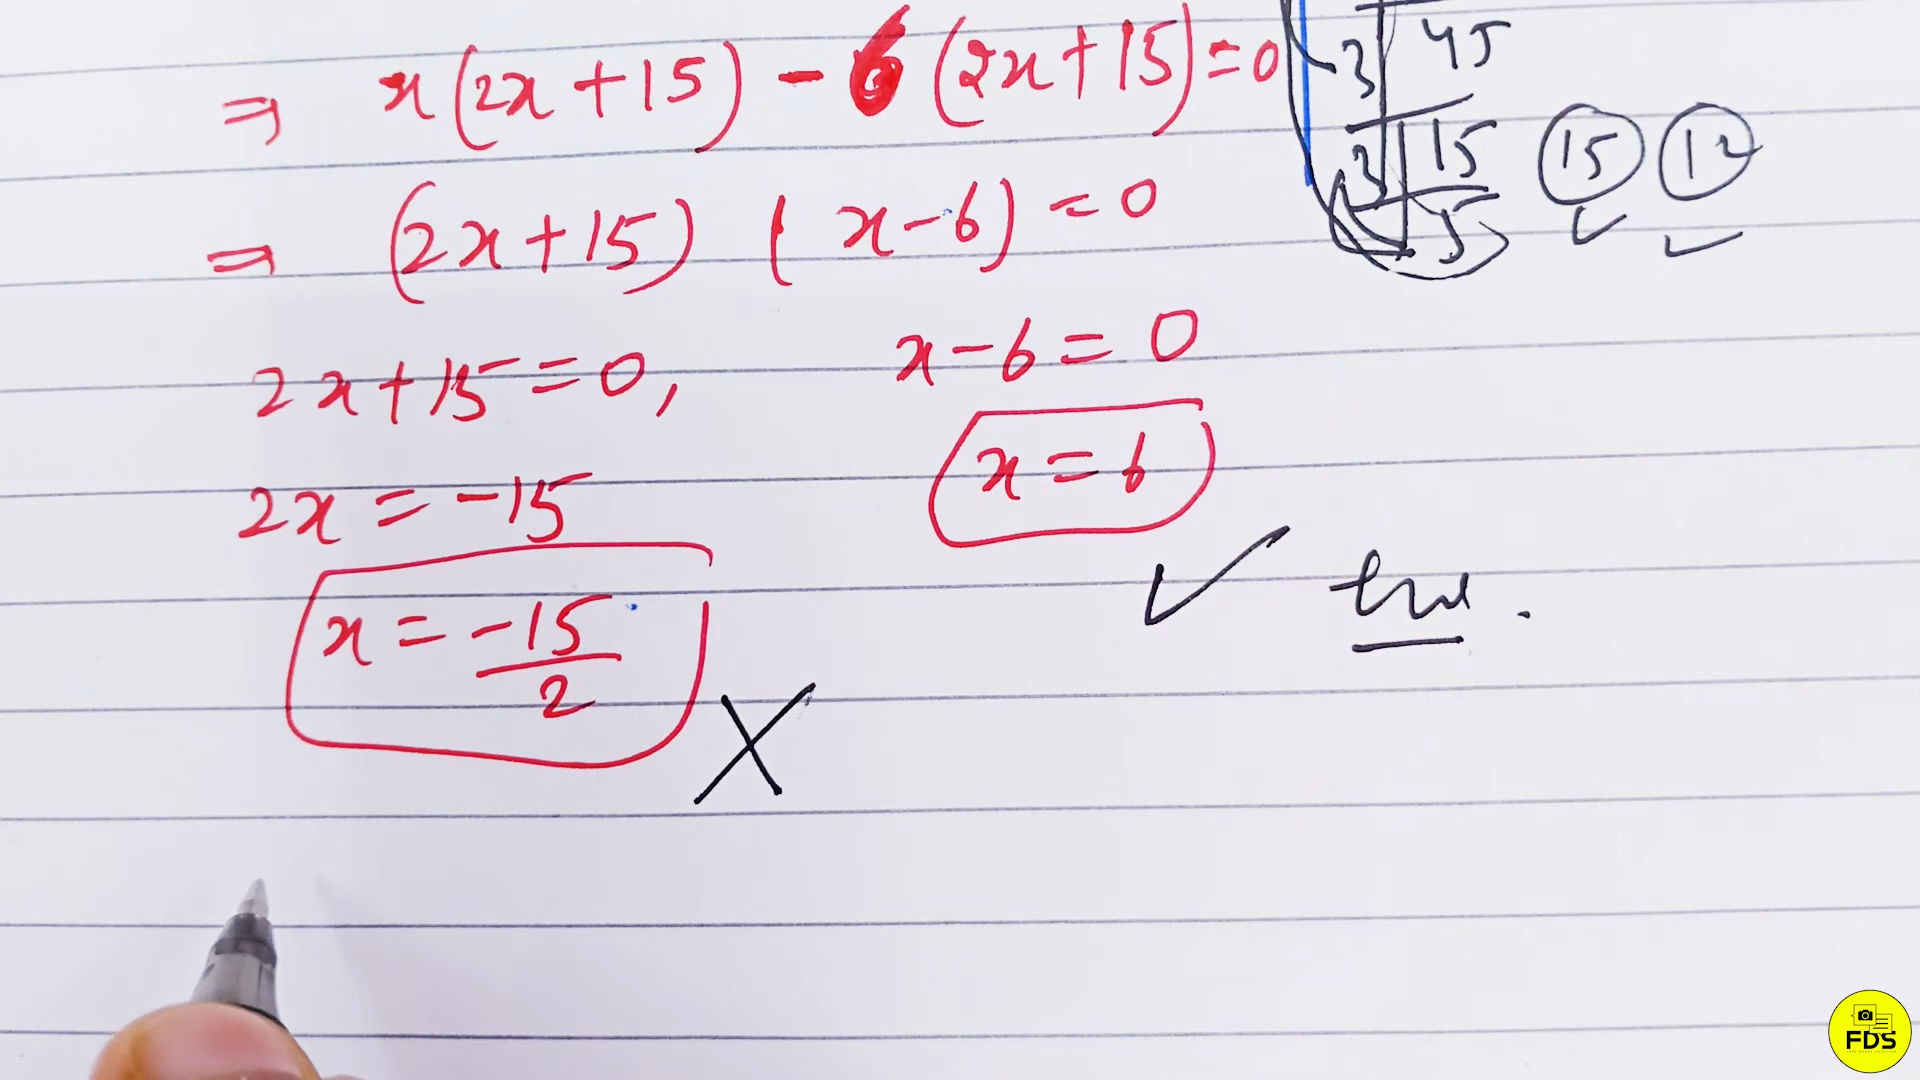 ⇒ x(2x+15) - 6 (2x+15)=0
⇒ (2x+15) (x-6) = 0
2x+15=0, x-6 = 0
2x = -15 x = 6
x = -15/2
3 | 45
3 | 15
5
15 12
FDS